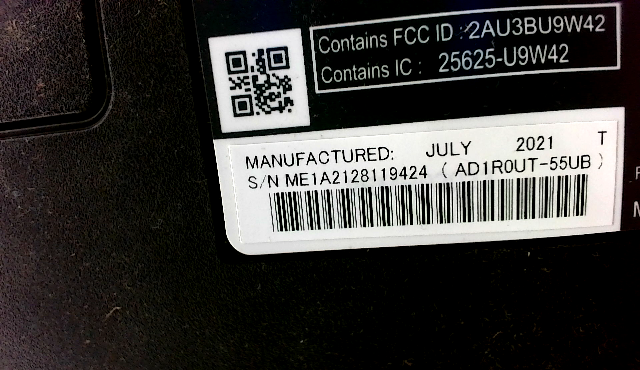 Contains FCC ID : 2AU3BU9W42
Contains IC : 25625-U9W42
MANUFACTURED: JULY 2021 T
S/N ME1A2128119424 ( AD1R0UT-55UB )